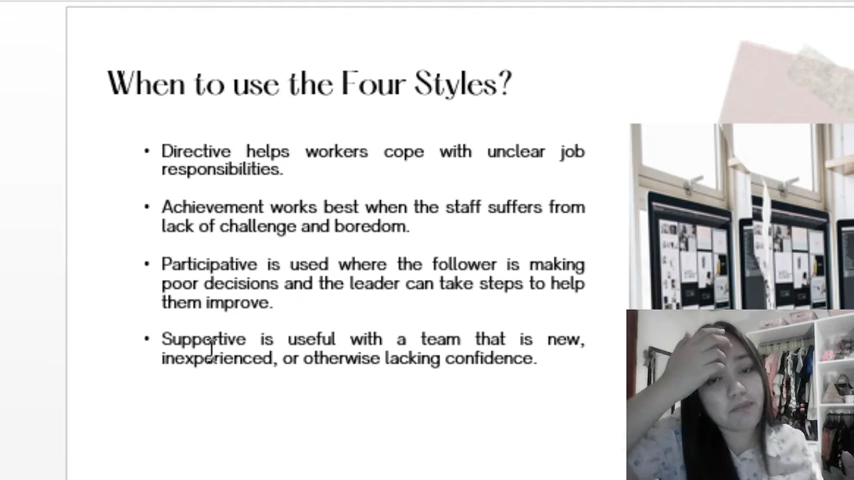 When to use the Four Styles?
• Directive helps workers cope with unclear job
responsibilities.
• Achievement works best when the staff suffers from
lack of challenge and boredom.
• Participative is used where the follower is making
poor decisions and the leader can take steps to help
them improve.
• Supportive is useful with a team that is new,
inexperienced, or otherwise lacking confidence.